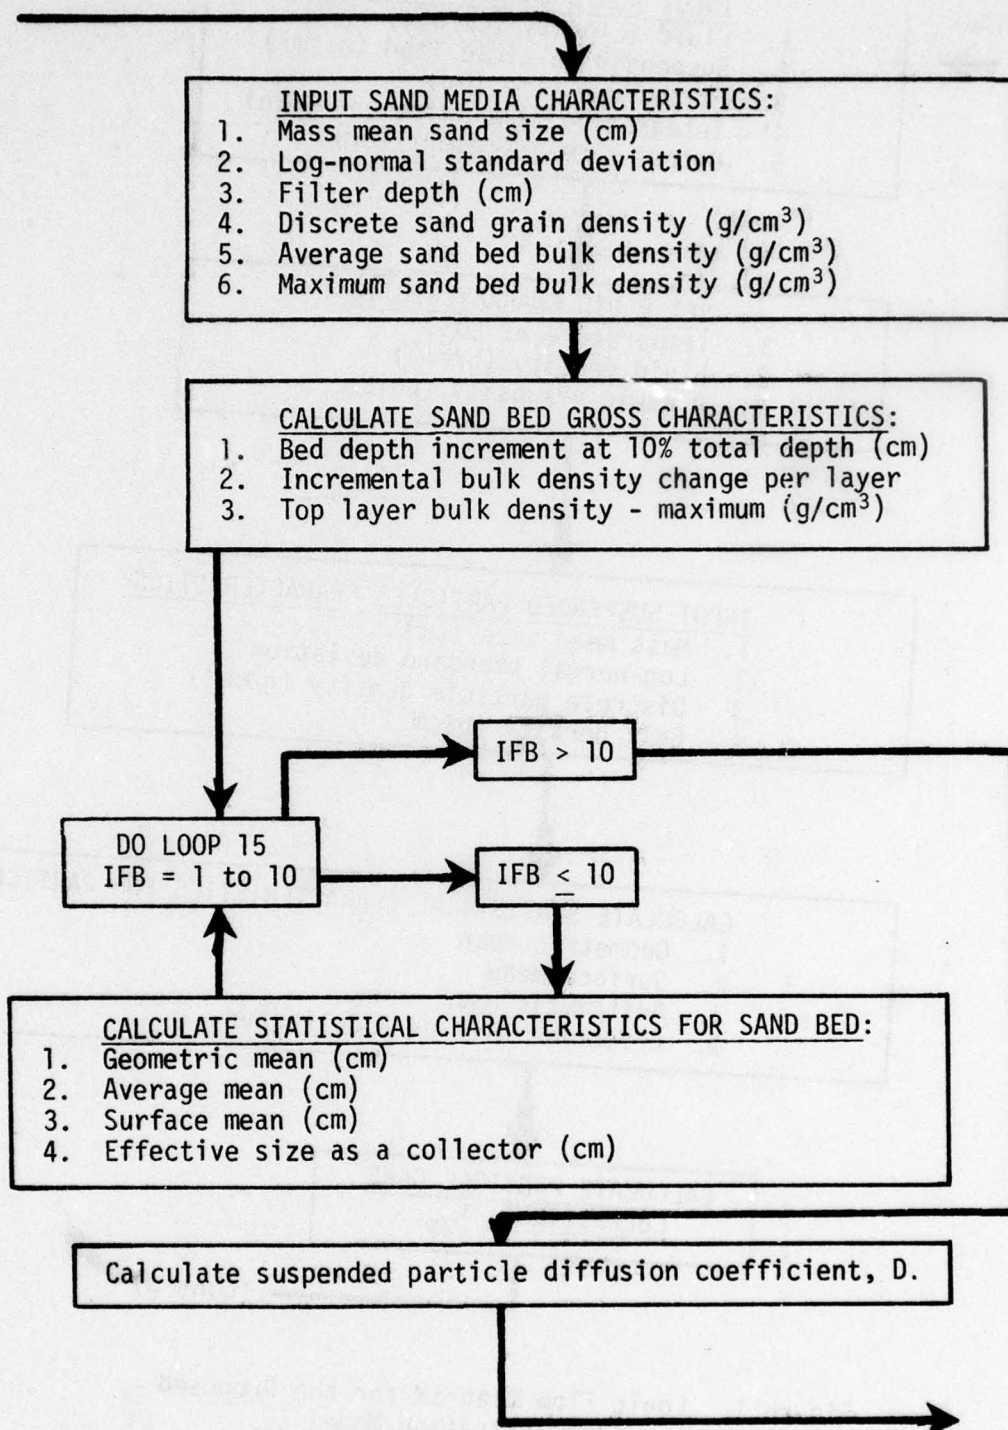 INPUT SAND MEDIA CHARACTERISTICS:
1. Mass mean sand size (cm)
2. Log-normal standard deviation
3. Filter depth (cm)
4. Discrete sand grain density (g/cm³)
5. Average sand bed bulk density (g/cm³)
6. Maximum sand bed bulk density (g/cm³)
CALCULATE SAND BED GROSS CHARACTERISTICS:
1. Bed depth increment at 10% total depth (cm)
2. Incremental bulk density change per layer
3. Top layer bulk density - maximum (g/cm³)
IFB > 10
DO LOOP 15
IFB = 1 to 10
IFB ≤ 10
CALCULATE STATISTICAL CHARACTERISTICS FOR SAND BED:
1. Geometric mean (cm)
2. Average mean (cm)
3. Surface mean (cm)
4. Effective size as a collector (cm)
Calculate suspended particle diffusion coefficient, D.